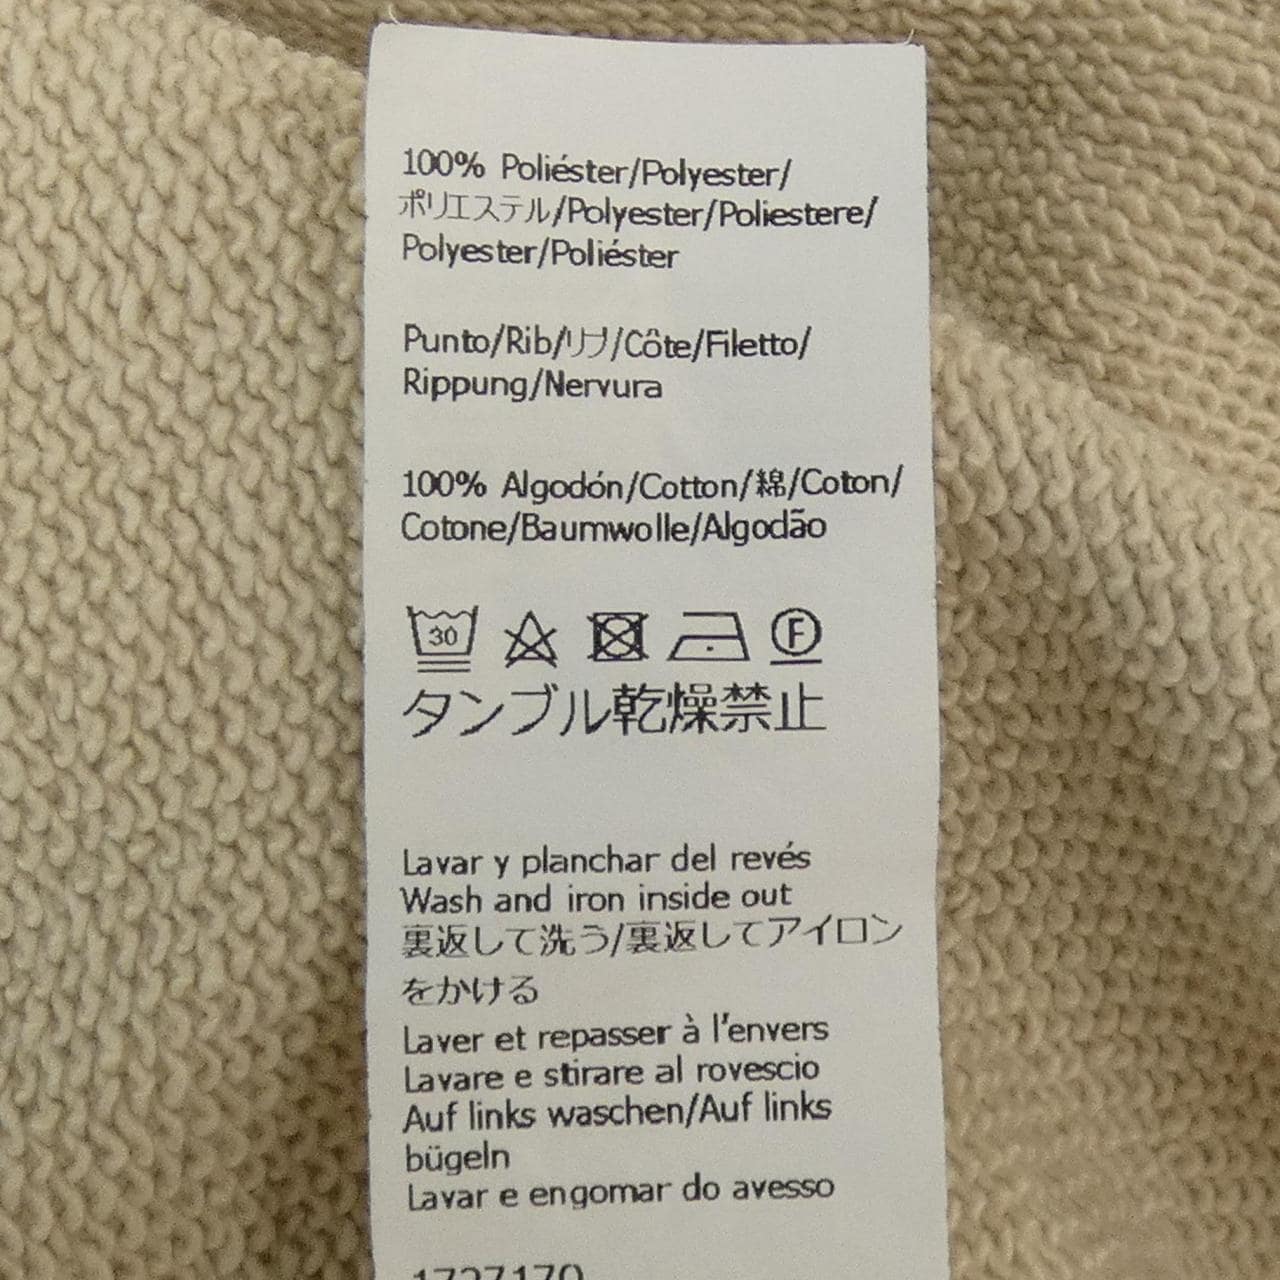 100% Poliéster/Polyester/
ポリエステル/Polyester/Poliestere/
Polyester/Poliéster
Punto/Rib/リブ/Côte/Filetto/
Rippung/Nervura
100% Algodón/Cotton/綿/Coton/
Cotone/Baumwolle/Algodão
30 F
タンブル乾燥禁止
Lavar y planchar del revés
Wash and iron inside out
裏返して洗う/裏返してアイロン
をかける
Laver et repasser à l'envers
Lavare e stirare al rovescio
Auf links waschen/Auf links
bügeln
Lavar e engomar do avesso